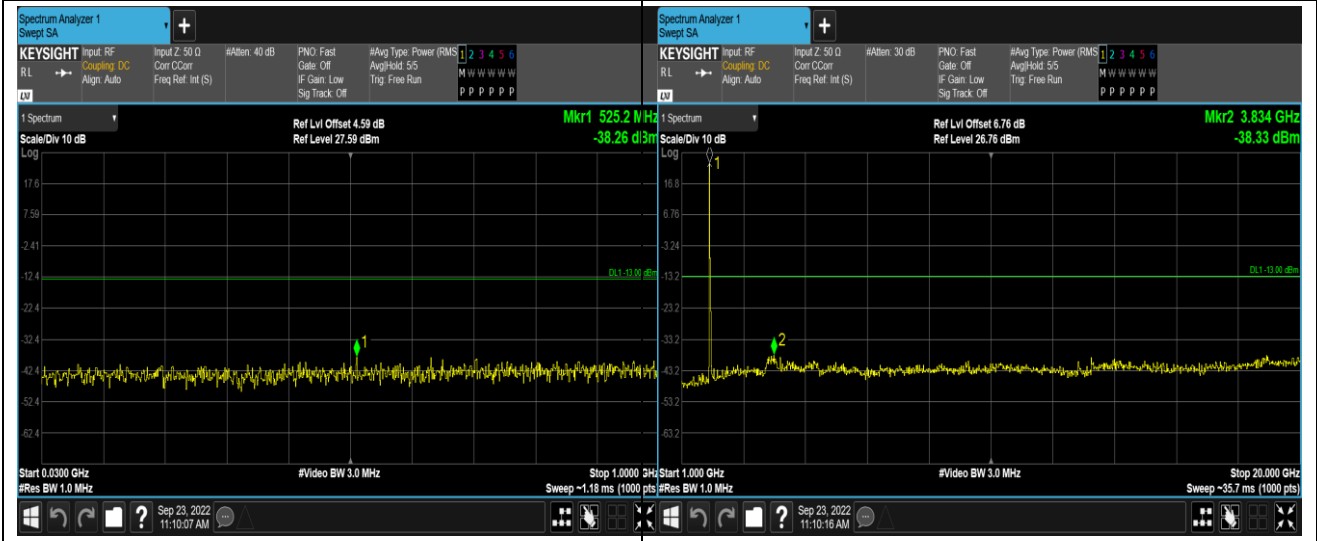 Spectrum Analyzer 1
Swept SA
+
KEYSIGHT Input: RF Input Z: 50 Ω #Atten: 40 dB PNO: Fast #Avg Type: Power (RMS 1 2 3 4 5 6
RL Coupling: DC Corr CCorr Gate: Off Avg|Hold: 5/5 M W W W W W
Align: Auto Freq Ref: Int (S) IF Gain: Low Trig: Free Run
LXI Sig Track: Off P P P P P P
1 Spectrum
Ref Lvl Offset 4.59 dB Mkr1 525.2 MHz
Scale/Div 10 dB Ref Level 27.59 dBm -38.26 dBm
Log
17.6
7.59
-2.41
-12.4 DL1 -13.00 dBm
-22.4
-32.4
1
-42.4
-52.4
-62.4
Start 0.0300 GHz #Video BW 3.0 MHz Stop 1.0000 GHz
#Res BW 1.0 MHz Sweep ~1.18 ms (1000 pts)
? Sep 23, 2022
11:10:07 AM
Spectrum Analyzer 1
Swept SA
+
KEYSIGHT Input: RF Input Z: 50 Ω #Atten: 30 dB PNO: Fast #Avg Type: Power (RMS 1 2 3 4 5 6
RL Coupling: DC Corr CCorr Gate: Off Avg|Hold: 5/5 M W W W W W
Align: Auto Freq Ref: Int (S) IF Gain: Low Trig: Free Run
LXI Sig Track: Off P P P P P P
1 Spectrum
Ref Lvl Offset 6.76 dB Mkr2 3.834 GHz
Scale/Div 10 dB Ref Level 26.76 dBm -38.33 dBm
Log
1
16.8
6.76
-3.24
-13.2 DL1 -13.00 dBm
-23.2
-33.2
2
-43.2
-53.2
-63.2
Start 1.000 GHz #Video BW 3.0 MHz Stop 20.000 GHz
#Res BW 1.0 MHz Sweep ~35.7 ms (1000 pts)
? Sep 23, 2022
11:10:16 AM